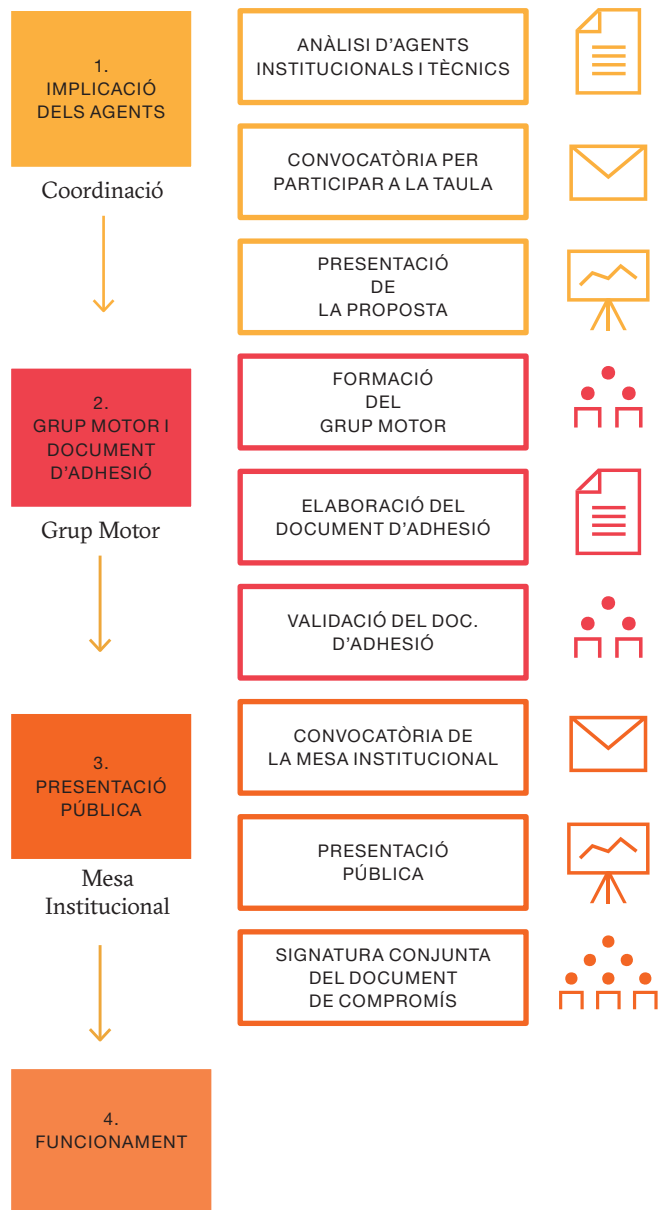 1.
IMPLICACIÓ
DELS AGENTS
Coordinació
ANÀLISI D'AGENTS
INSTITUCIONALS I TÈCNICS
CONVOCATÒRIA PER
PARTICIPAR A LA TAULA
PRESENTACIÓ
DE
LA PROPOSTA
2.
GRUP MOTOR I
DOCUMENT
D'ADHESIÓ
Grup Motor
FORMACIÓ
DEL
GRUP MOTOR
ELABORACIÓ DEL
DOCUMENT D'ADHESIÓ
VALIDACIÓ DEL DOC.
D'ADHESIÓ
3.
PRESENTACIÓ
PÚBLICA
Mesa
Institucional
CONVOCATÒRIA DE
LA MESA INSTITUCIONAL
PRESENTACIÓ
PÚBLICA
SIGNATURA CONJUNTA
DEL DOCUMENT
DE COMPROMÍS
4.
FUNCIONAMENT